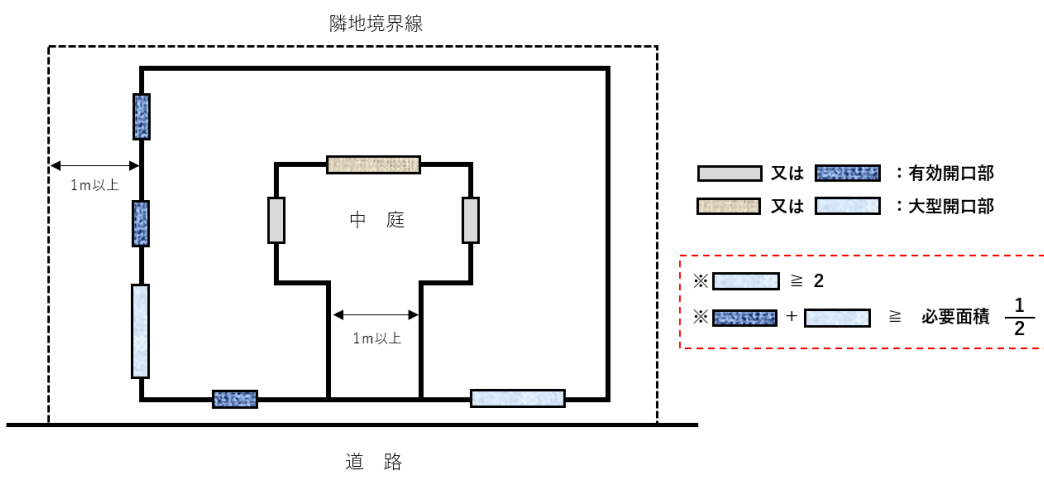 隣地境界線
1m以上
中 庭
1m以上
道 路
又は ：有効開口部
又は ：大型開口部
※ ≧ 2
※ ＋ ≧ 必要面積 1
2